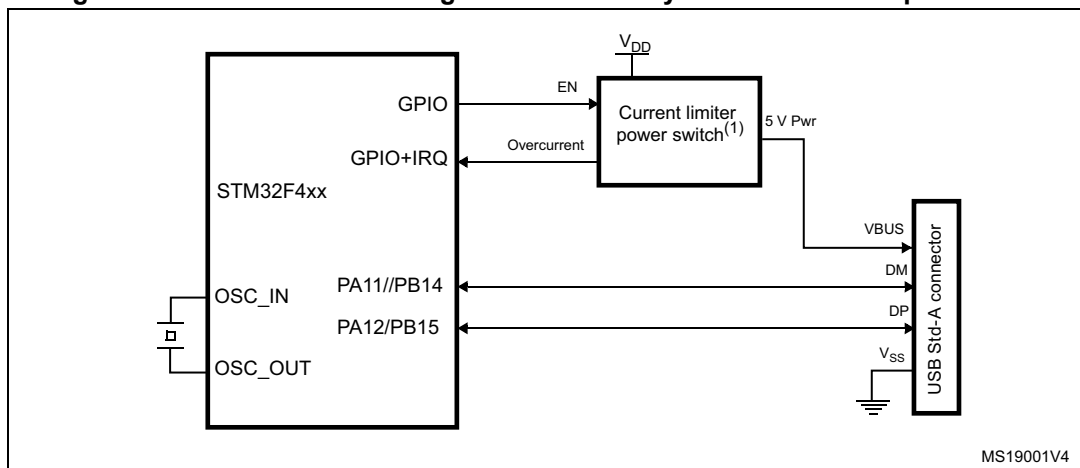 V_DD
EN
GPIO
Current limiter
power switch(1)
5 V Pwr
Overcurrent
GPIO+IRQ
STM32F4xx
VBUS
DM
PA11//PB14
OSC_IN
DP
PA12/PB15
V_SS
OSC_OUT
USB Std-A connector
MS19001V4